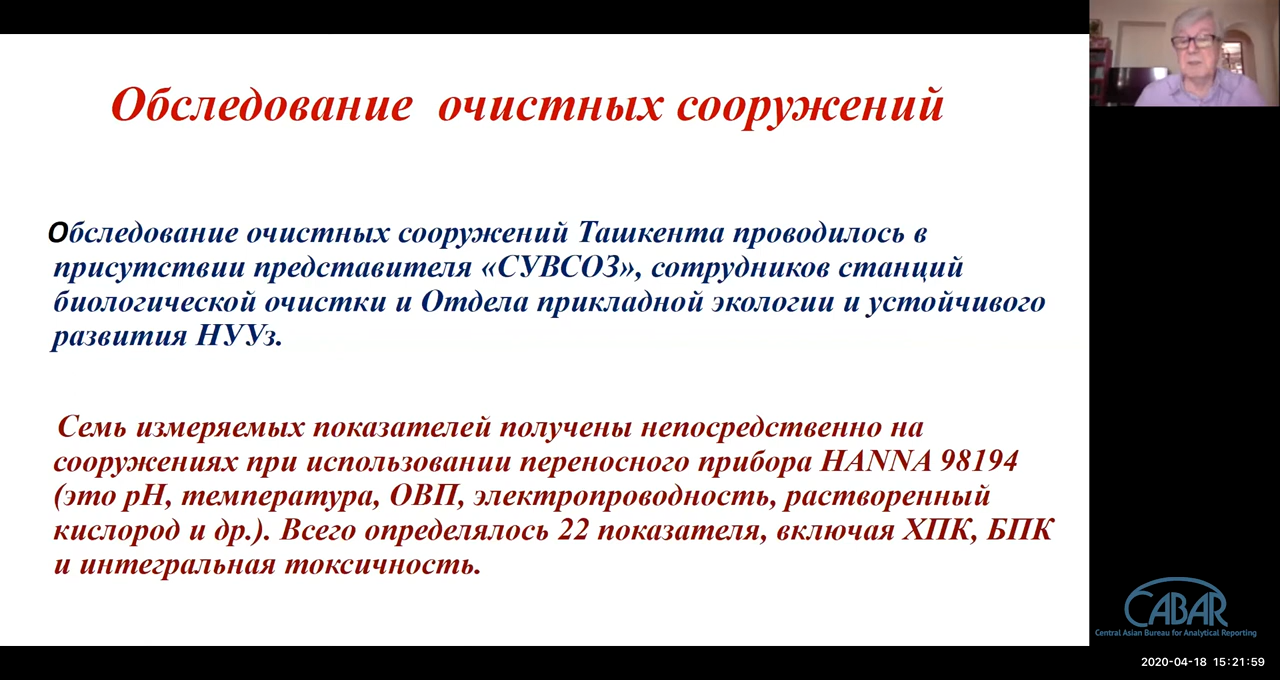 Обследование очистных сооружений
Обследование очистных сооружений Ташкента проводилось в
присутствии представителя «СУВСОЗ», сотрудников станций
биологической очистки и Отдела прикладной экологии и устойчивого
развития НУУз.
Семь измеряемых показателей получены непосредственно на
сооружениях при использовании переносного прибора HANNA 98194
(это рН, температура, ОВП, электропроводность, растворенный
кислород и др.). Всего определялось 22 показателя, включая ХПК, БПК
и интегральная токсичность.
CABAR
Central Asian Bureau for Analytical Reporting
2020-04-18 15:21:59